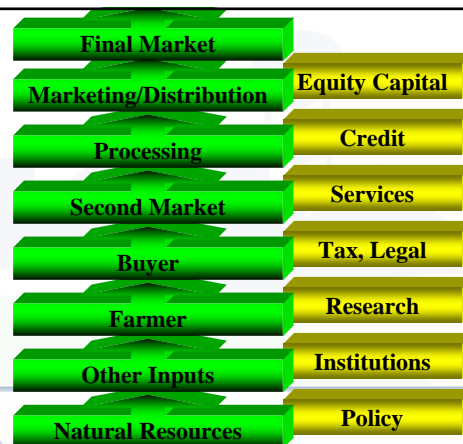 Final Market
Marketing/Distribution
Equity Capital
Processing
Credit
Second Market
Services
Buyer
Tax, Legal
Farmer
Research
Other Inputs
Institutions
Natural Resources
Policy